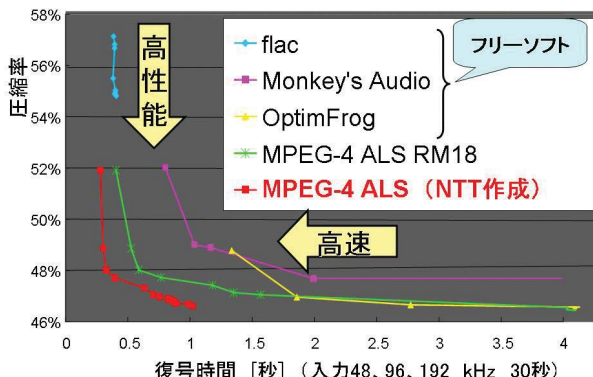 58%
56%
54%
52%
50%
48%
46%
圧縮率
高性能
flac
Monkey's Audio
OptimFrog
MPEG-4 ALS RM18
MPEG-4 ALS (NTT作成)
フリーソフト
高速
0 0.5 1 1.5 2 2.5 3 3.5 4
復号時間 [秒] (入力48、96、192 kHz 30秒)